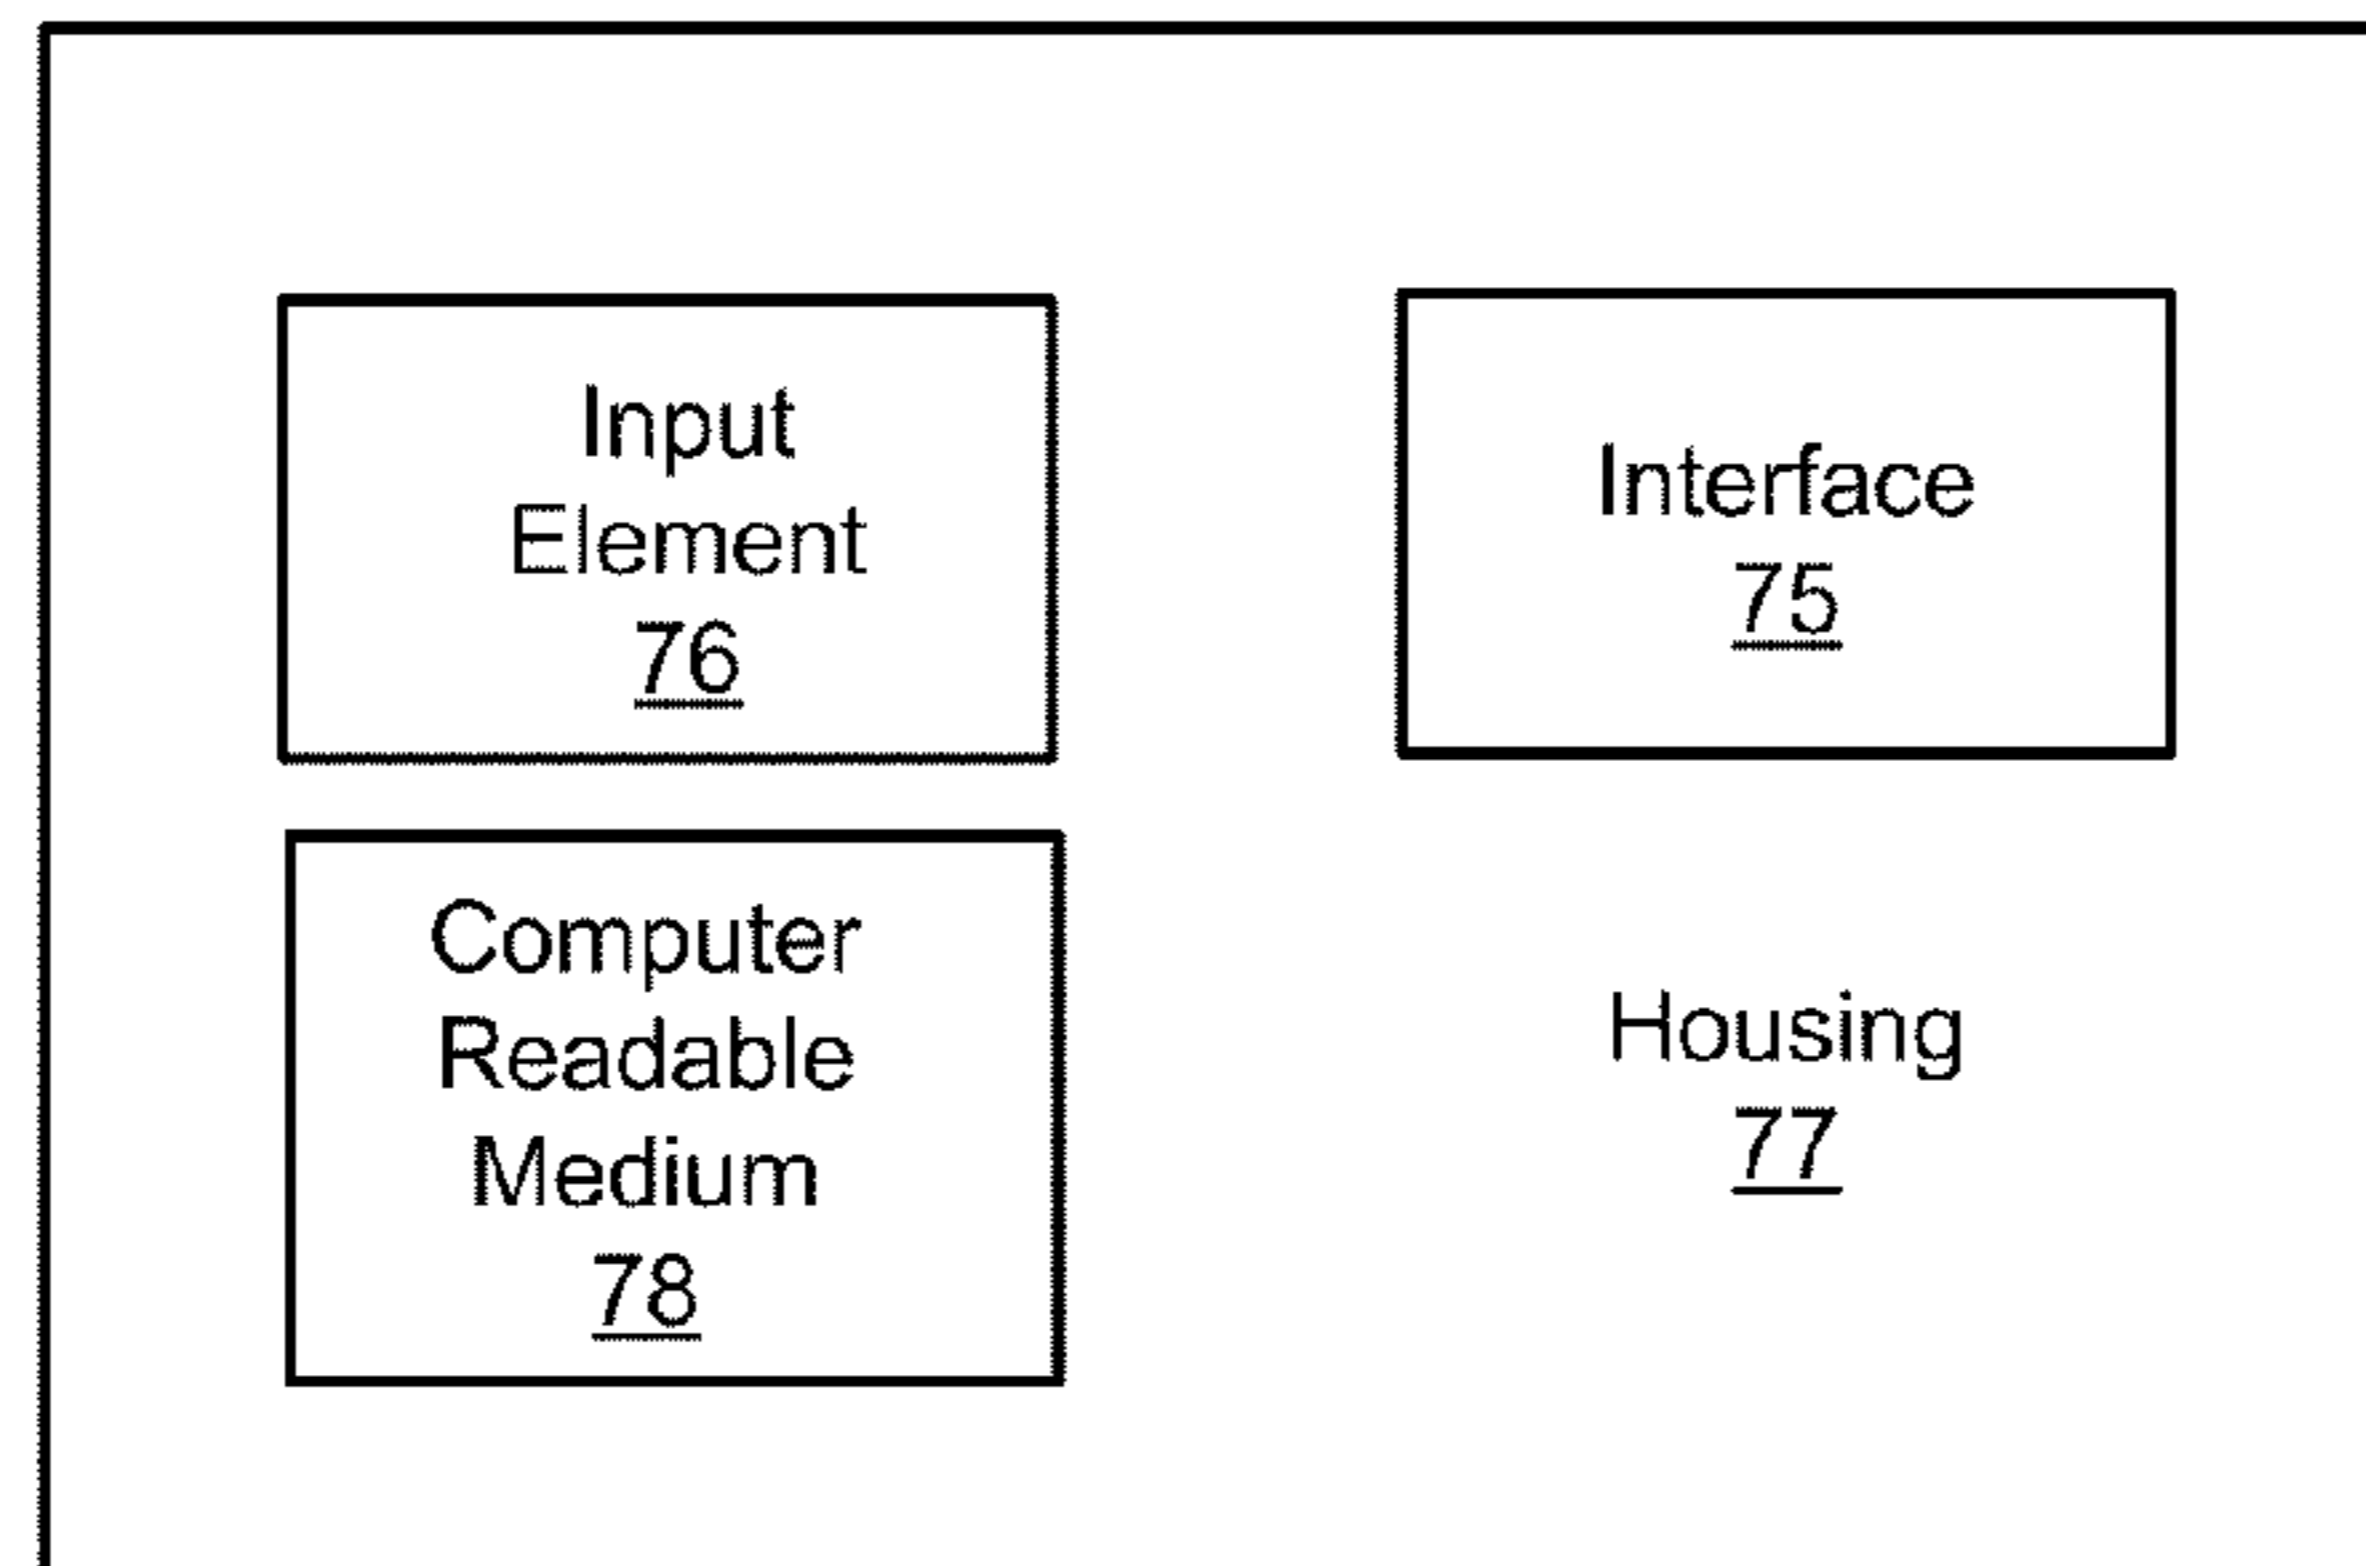 Input
Element
76
Interface
75
Computer
Readable
Medium
78
Housing
77